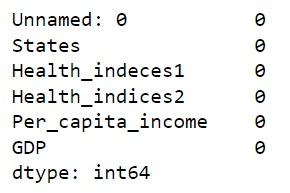 Unnamed: 0 0
States 0
Health_indeces1 0
Health_indices2 0
Per_capita_income 0
GDP 0
dtype: int64